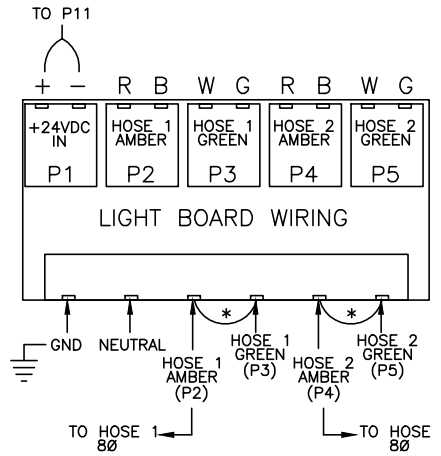 TO P11
+ − R B W G R B W G
+24VDC IN
P1
HOSE 1 AMBER
P2
HOSE 1 GREEN
P3
HOSE 2 AMBER
P4
HOSE 2 GREEN
P5
LIGHT BOARD WIRING
* *
GND
NEUTRAL
HOSE 1
AMBER
(P2)
HOSE 1
GREEN
(P3)
HOSE 2
AMBER
(P4)
HOSE 2
GREEN
(P5)
TO HOSE 1
8Ø
TO HOSE
8Ø